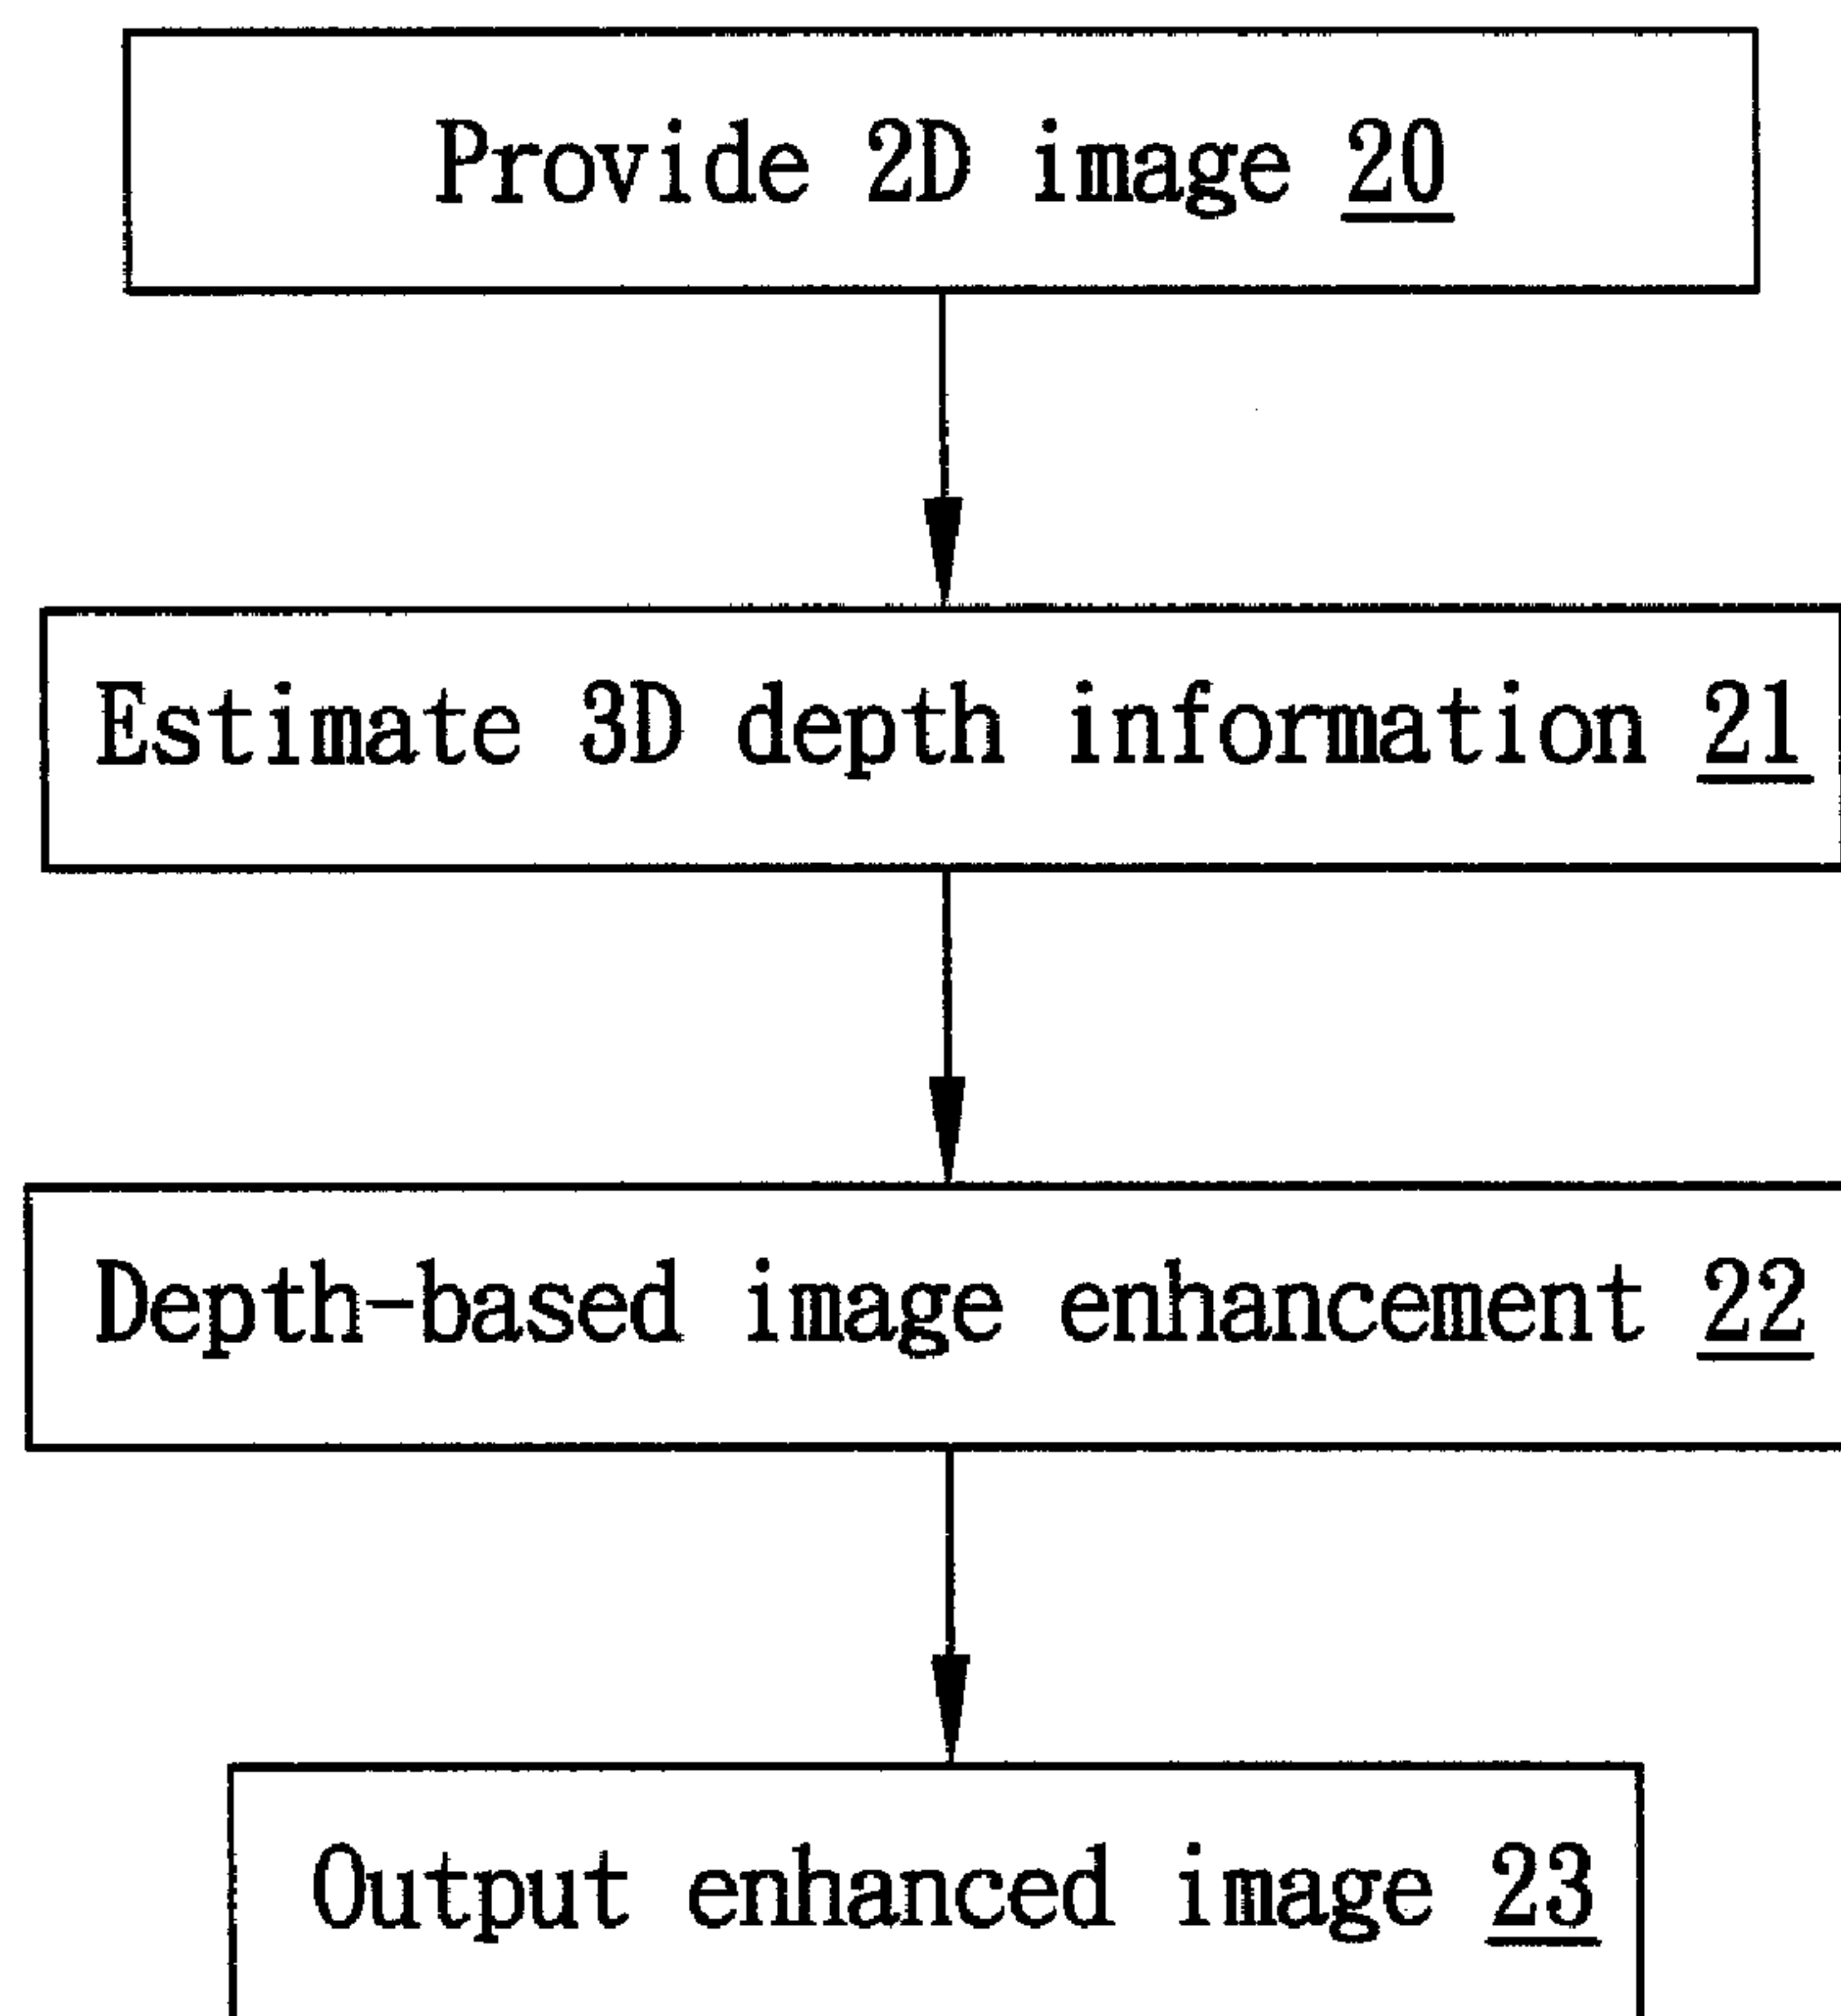 Provide 2D image 20
Estimate 3D depth information 21
Depth-based image enhancement 22
Output enhanced image 23